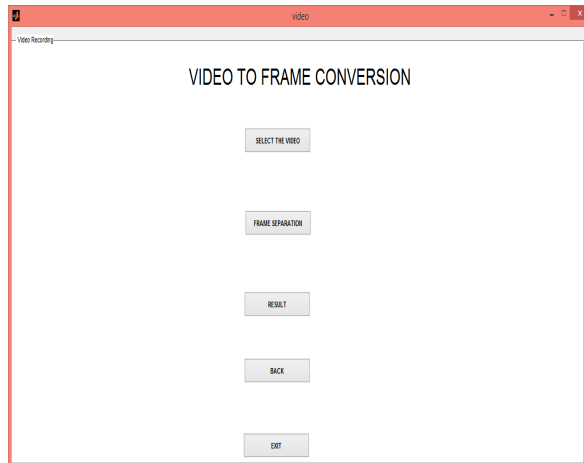 video
Video Recording
VIDEO TO FRAME CONVERSION
SELECT THE VIDEO
FRAME SEPARATION
RESULT
BACK
EXIT